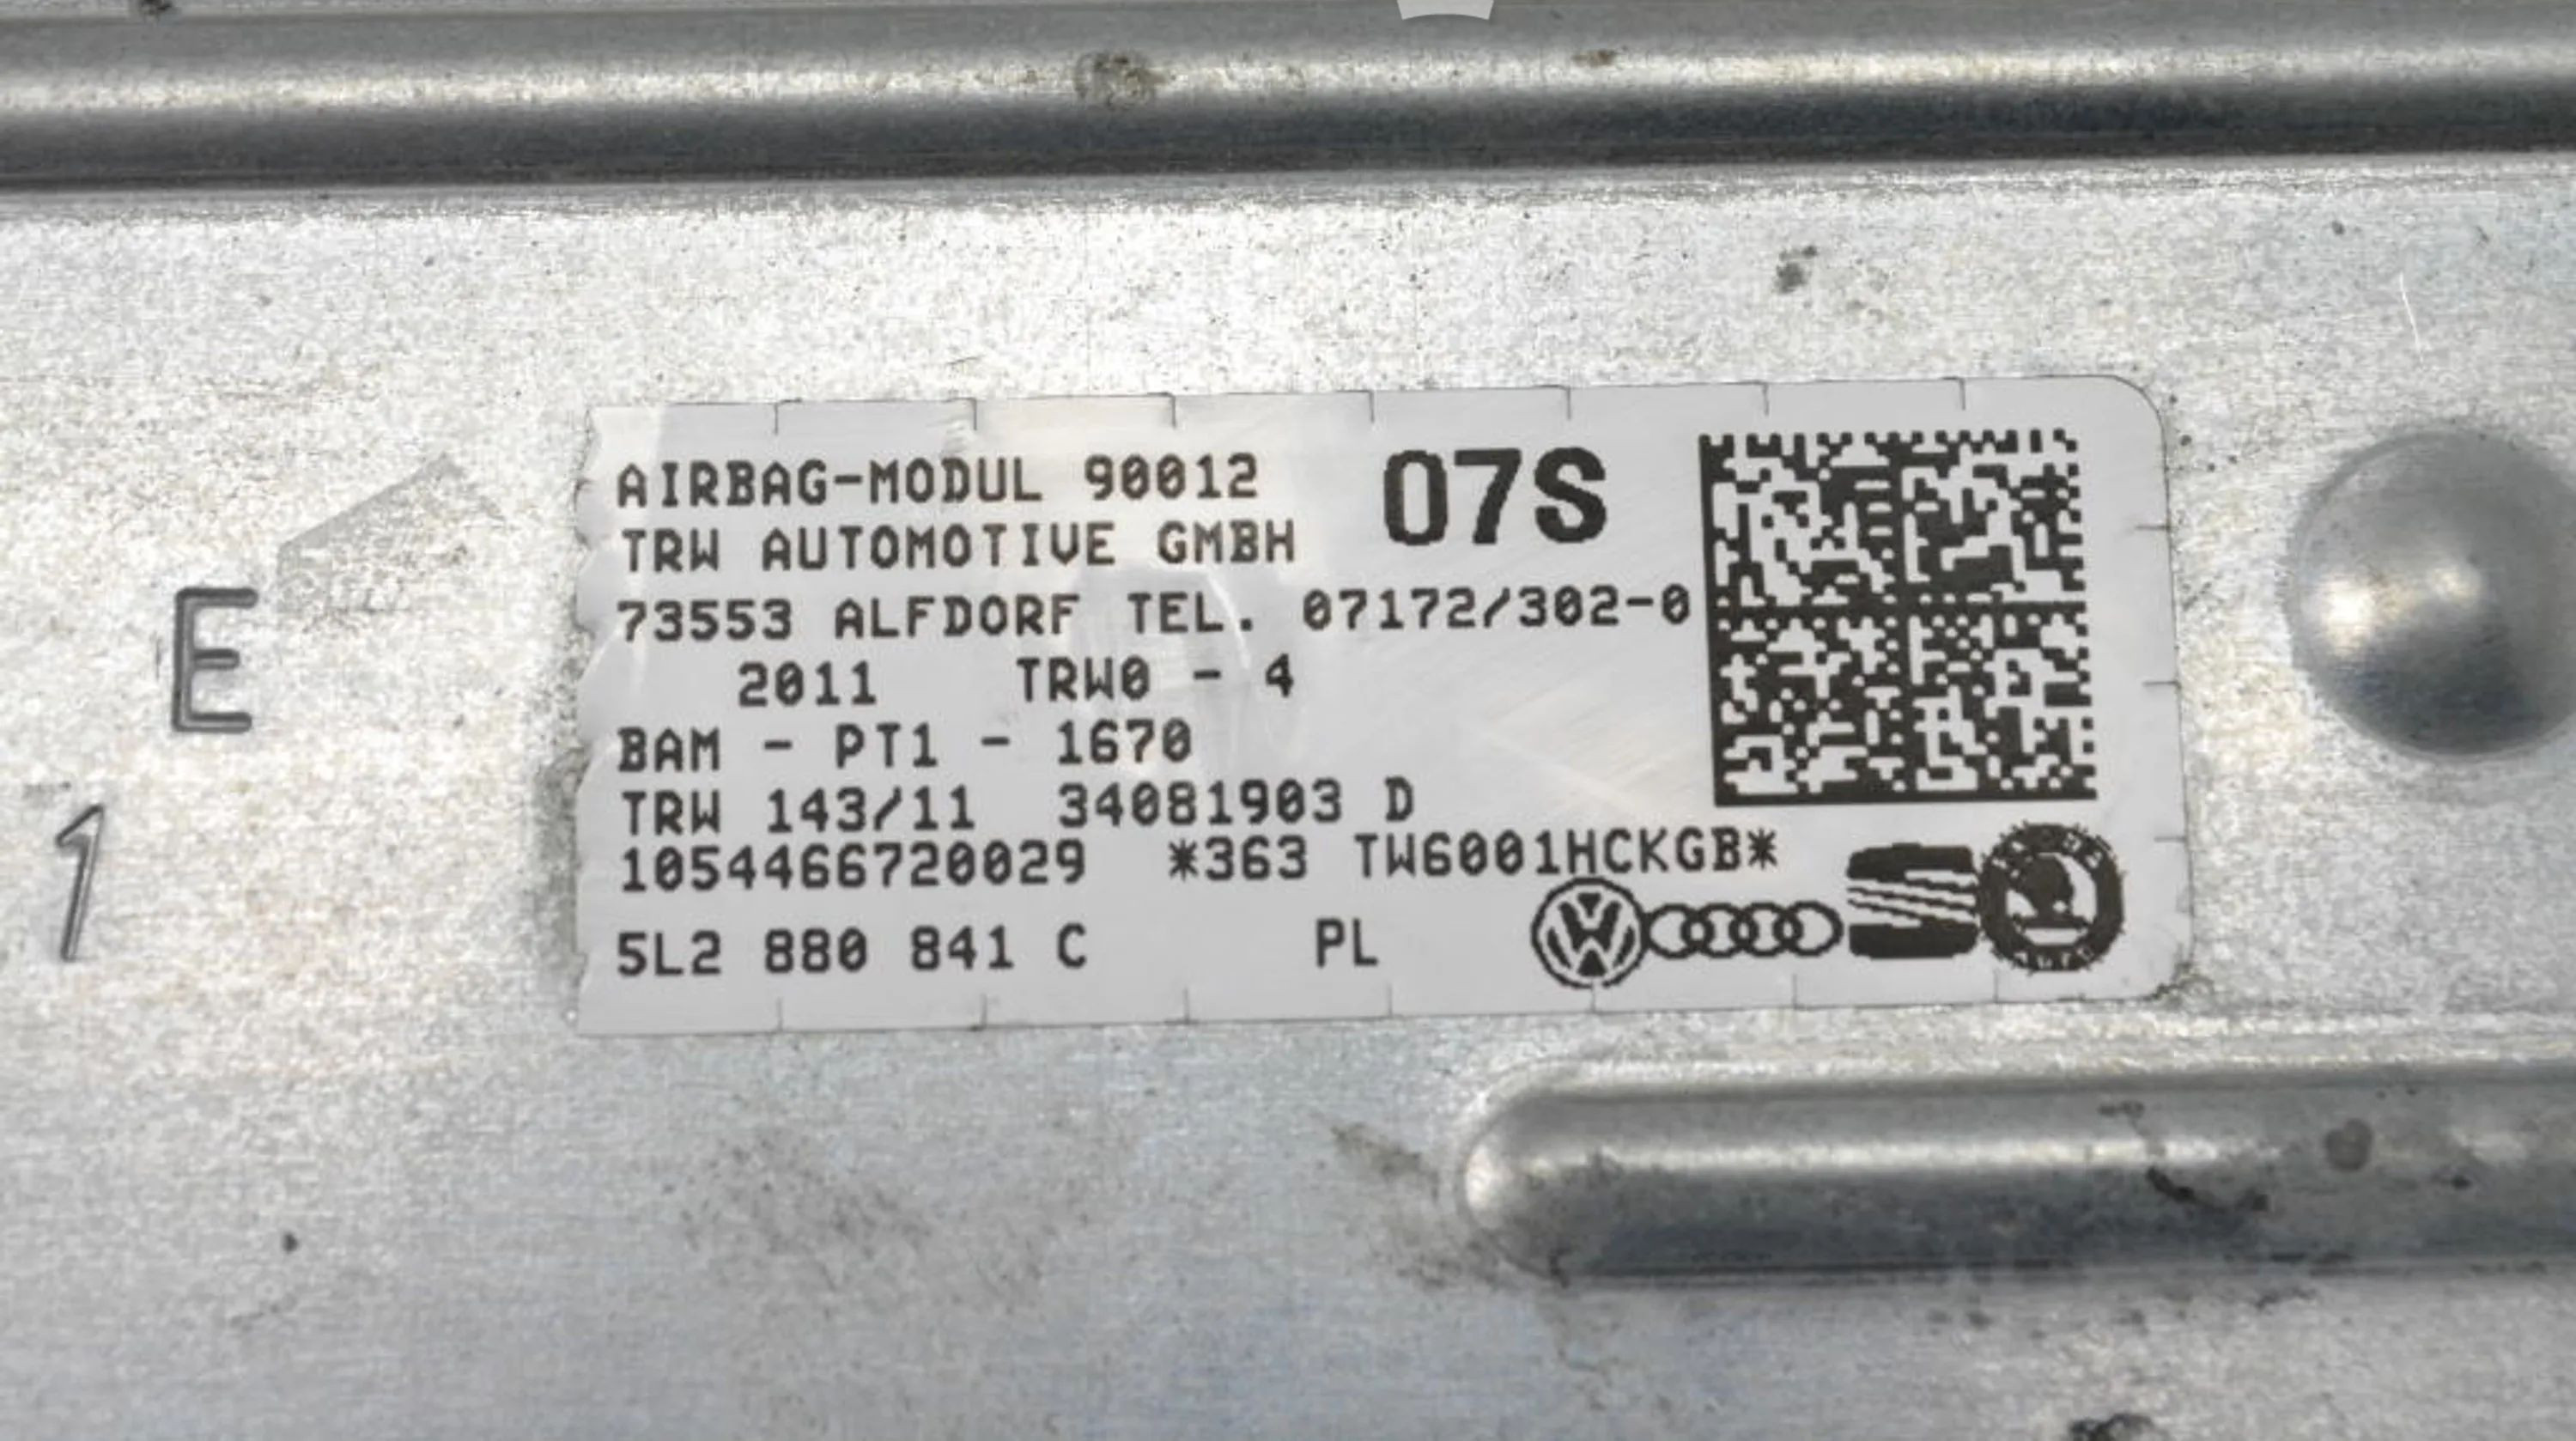 AIRBAG-MODUL 90012 07S
TRW AUTOMOTIVE GMBH
73553 ALFDORF TEL. 07172/302-0
2011 TRW0 - 4
BAM - PT1 - 1670
TRW 143/11 34081903 D
1054466720029 *363 TW6001HCKGB*
5L2 880 841 C PL
E
1